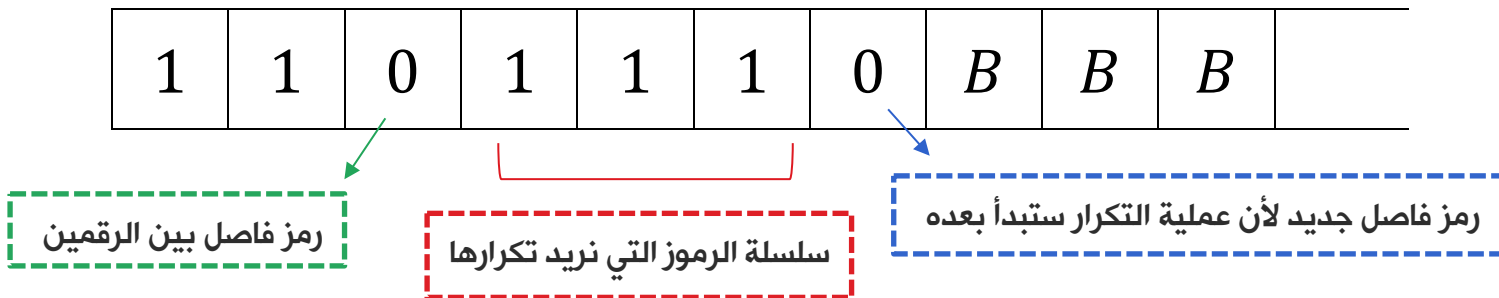 1 1 0 1 1 1 0 B B B
رمز فاصل بين الرقمين
سلسلة الرموز التي نريد تكرارها
رمز فاصل جديد لأن عملية التكرار ستبدأ بعده